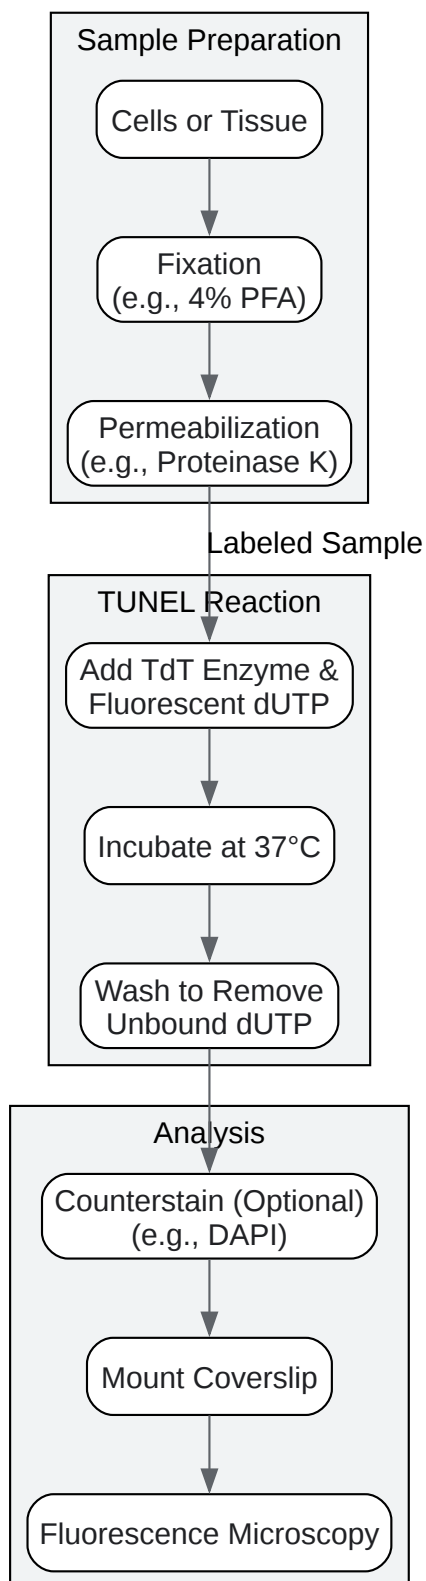 Sample Preparation
Cells or Tissue
Fixation
(e.g., 4% PFA)
Permeabilization
(e.g., Proteinase K)
Labeled Sample
TUNEL Reaction
Add TdT Enzyme &
Fluorescent dUTP
Incubate at 37°C
Wash to Remove
Unbound dUTP
Analysis
Counterstain (Optional)
(e.g., DAPI)
Mount Coverslip
Fluorescence Microscopy